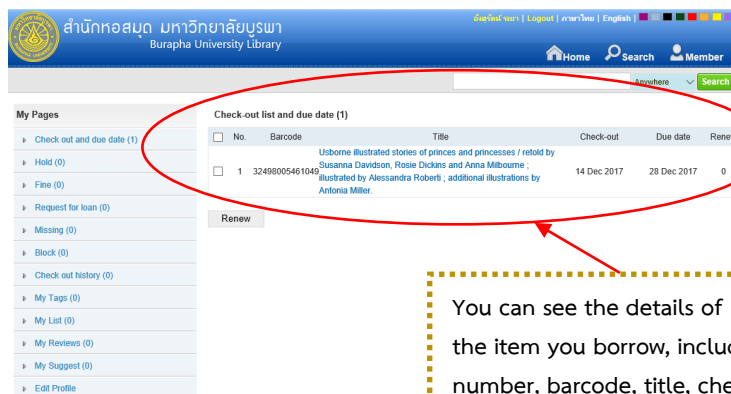 สำนักหอสมุด มหาวิทยาลัยบูรพา
Burapha University Library
| Logout | ภาษาไทย | English |
Home Search Member
Anywhere Search
My Pages
Check out and due date (1)
Hold (0)
Fine (0)
Request for loan (0)
Missing (0)
Block (0)
Check out history (0)
My Tags (0)
My List (0)
My Reviews (0)
My Suggest (0)
Edit Profile
Check-out list and due date (1)
No. Barcode Title Check-out Due date Rene
1 32498005461049 Usborne illustrated stories of princes and princesses / retold by
Susanna Davidson, Rosie Dickins and Anna Milbourne ;
illustrated by Alessandra Roberti ; additional illustrations by
Antonia Miller.
14 Dec 2017 28 Dec 2017 0
Renew
You can see the details of
the item you borrow, includ
number, barcode, title, che